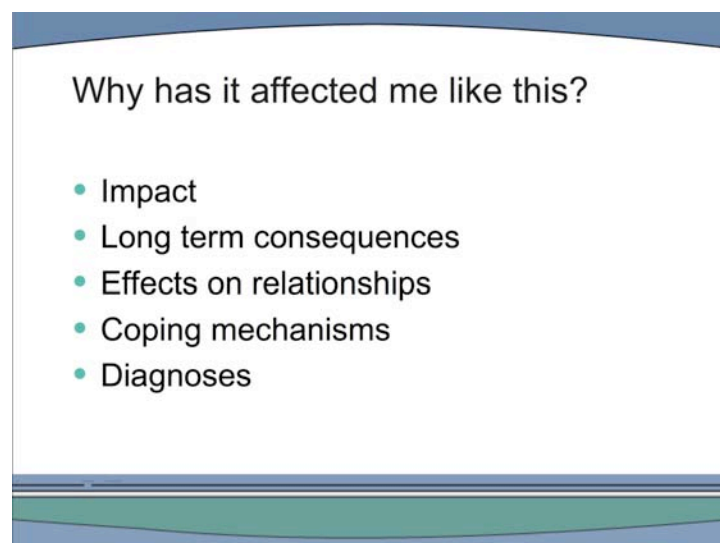 Why has it affected me like this?
• Impact
• Long term consequences
• Effects on relationships
• Coping mechanisms
• Diagnoses